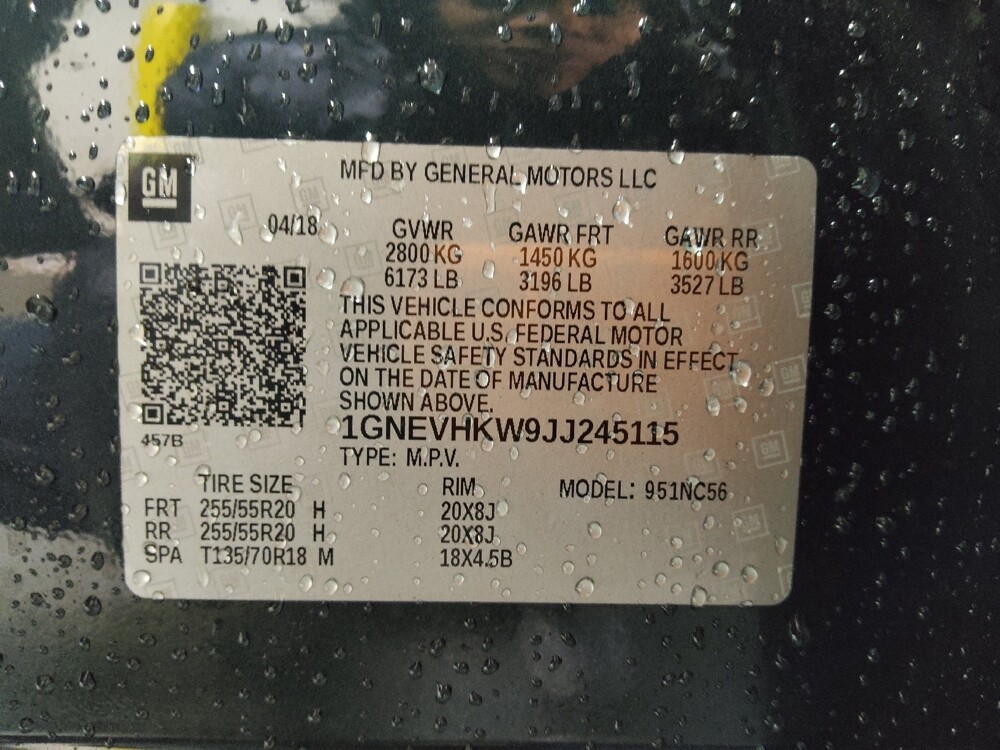 GM
MFD BY GENERAL MOTORS LLC
04/18 GVWR GAWR FRT GAWR RR
2800 KG 1450 KG 1600 KG
6173 LB 3196 LB 3527 LB
THIS VEHICLE CONFORMS TO ALL
APPLICABLE U.S. FEDERAL MOTOR
VEHICLE SAFETY STANDARDS IN EFFECT
ON THE DATE OF MANUFACTURE
SHOWN ABOVE.
457B
1GNEVHKW9JJ245115
TYPE: M.P.V.
TIRE SIZE RIM MODEL: 951NC56
FRT 255/55R20 H 20X8J
RR 255/55R20 H 20X8J
SPA T135/70R18 M 18X4.5B